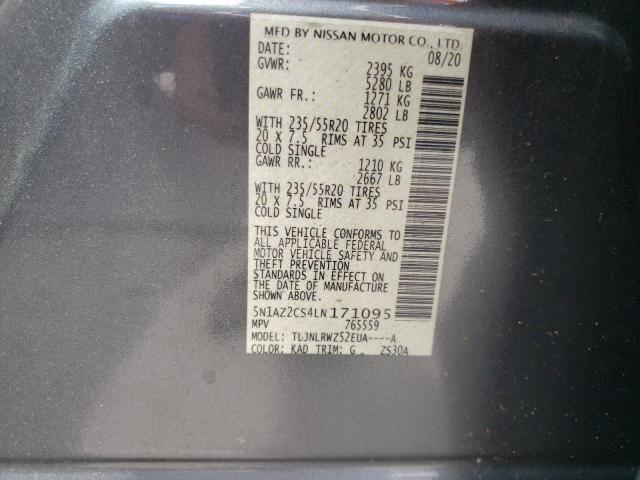 MFD BY NISSAN MOTOR CO., LTD.
DATE: 08/20
GVWR: 2395 KG
5280 LB
GAWR FR.: 1271 KG
2802 LB
WITH 235/55R20 TIRES
20 X 7.5 RIMS AT 35 PSI
COLD SINGLE
GAWR RR.: 1210 KG
2667 LB
WITH 235/55R20 TIRES
20 X 7.5 RIMS AT 35 PSI
COLD SINGLE
THIS VEHICLE CONFORMS TO
ALL APPLICABLE FEDERAL
MOTOR VEHICLE SAFETY AND
THEFT PREVENTION
STANDARDS IN EFFECT ON
THE DATE OF MANUFACTURE
SHOWN ABOVE.
5N1AZ2CS4LN171095
MPV 765559
MODEL: TLJNLRWZ52EUA----A
COLOR: KAD TRIM: G ZS30A